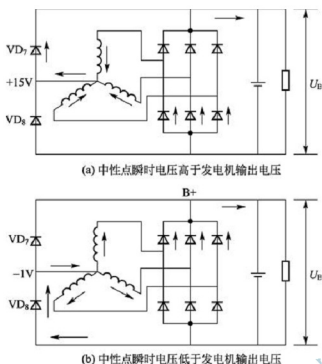 VD₇
+15V
VD₈
U_B
(a) 中性点瞬时电压高于发电机输出电压
B+
VD₇
−1V
VD₈
U_B
(b) 中性点瞬时电压低于发电机输出电压